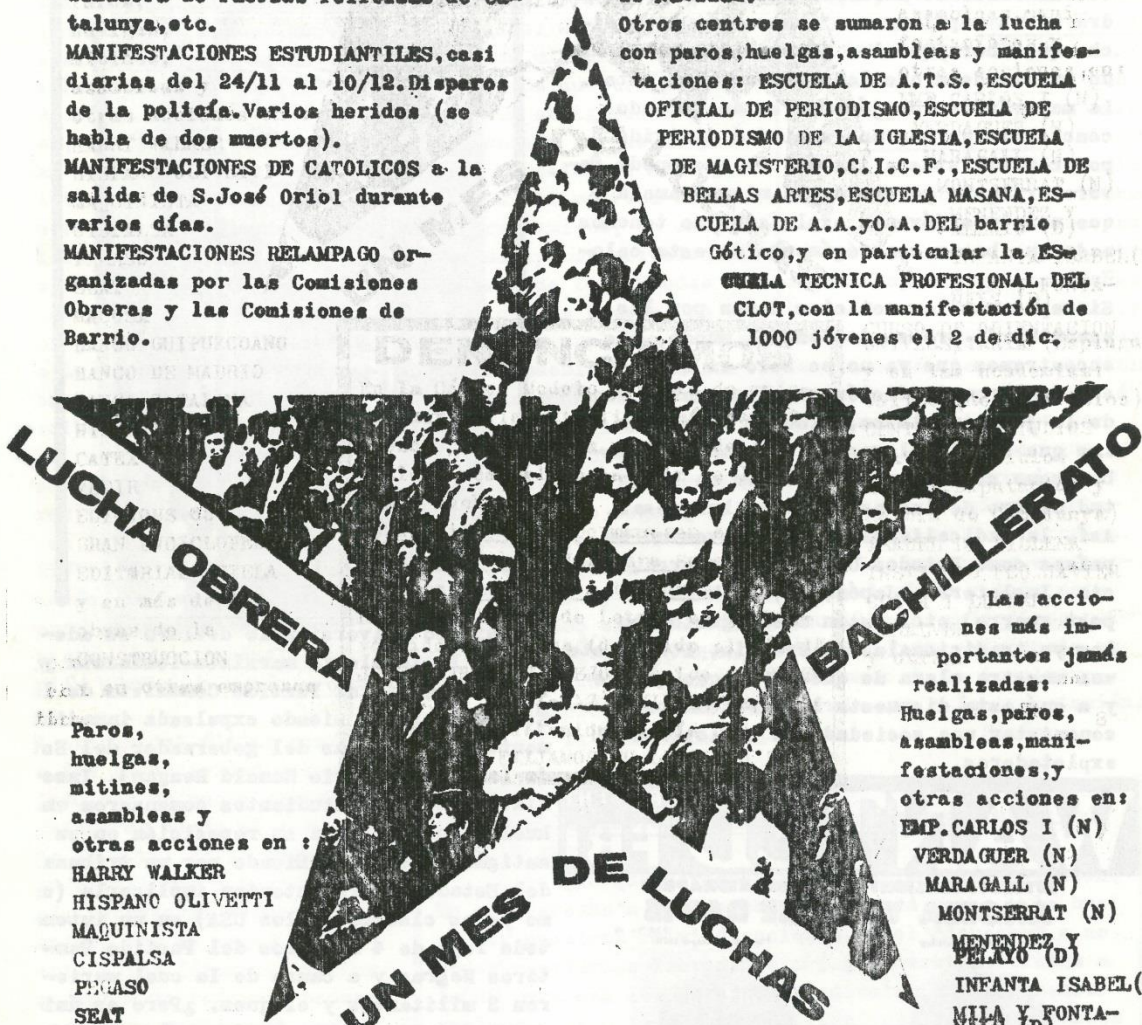 talunya,etc.
MANIFESTACIONES ESTUDIANTILES,casi
diarias del 24/11 al 10/12.Disparos
de la policía.Varios heridos (se
habla de dos muertos).
MANIFESTACIONES DE CATOLICOS a la
salida de S.José Oriol durante
varios días.
MANIFESTACIONES RELAMPAGO or-
ganizadas por las Comisiones
Obreras y las Comisiones de
Barrio.
Otros centres se sumaron a la lucha
con paros,huelgas,asambleas.y manifes-
taciones: ESCUELA DE A.T.S.,ESCUELA
OFICIAL DE PERIODISMO,ESCUELA DE
PERIODISMO DE LA IGLESIA,ESCUELA
DE MAGISTERIO,C.I.C.F.,ESCUELA DE
BELLAS ARTES,ESCUELA MASANA,ES-
CUELA DE A.A.yO.A.DEL Barrio
Gótico,y en particular la ES-
CUELA TECNICA PROFESIONAL DEL
CLOT,con la manifestación de
1000 jóvenes el 2 de dic.
LUCHA OBRERA
BACHILLERATO
UN MES DE LUCHAS
Paros,
huelgas,
mitines,
asambleas y
otras acciones en :
HARRY WALKER
HISPANO OLIVETTI
MAQUINISTA
CISPALSA
PEGASO
SEAT
Las accio-
nes más im-
portantes jamás
realizadas:
Huelgas,paros,
asambleas,mani-
festaciones,y
otras acciones en:
EMP.CARLOS I (N)
VERDAGUER (N)
MARAGALL (N)
MONTSERRAT (N)
MENENDEZ Y
PELAYO (D)
INFANTA ISABEL(
MILA Y FONTA-